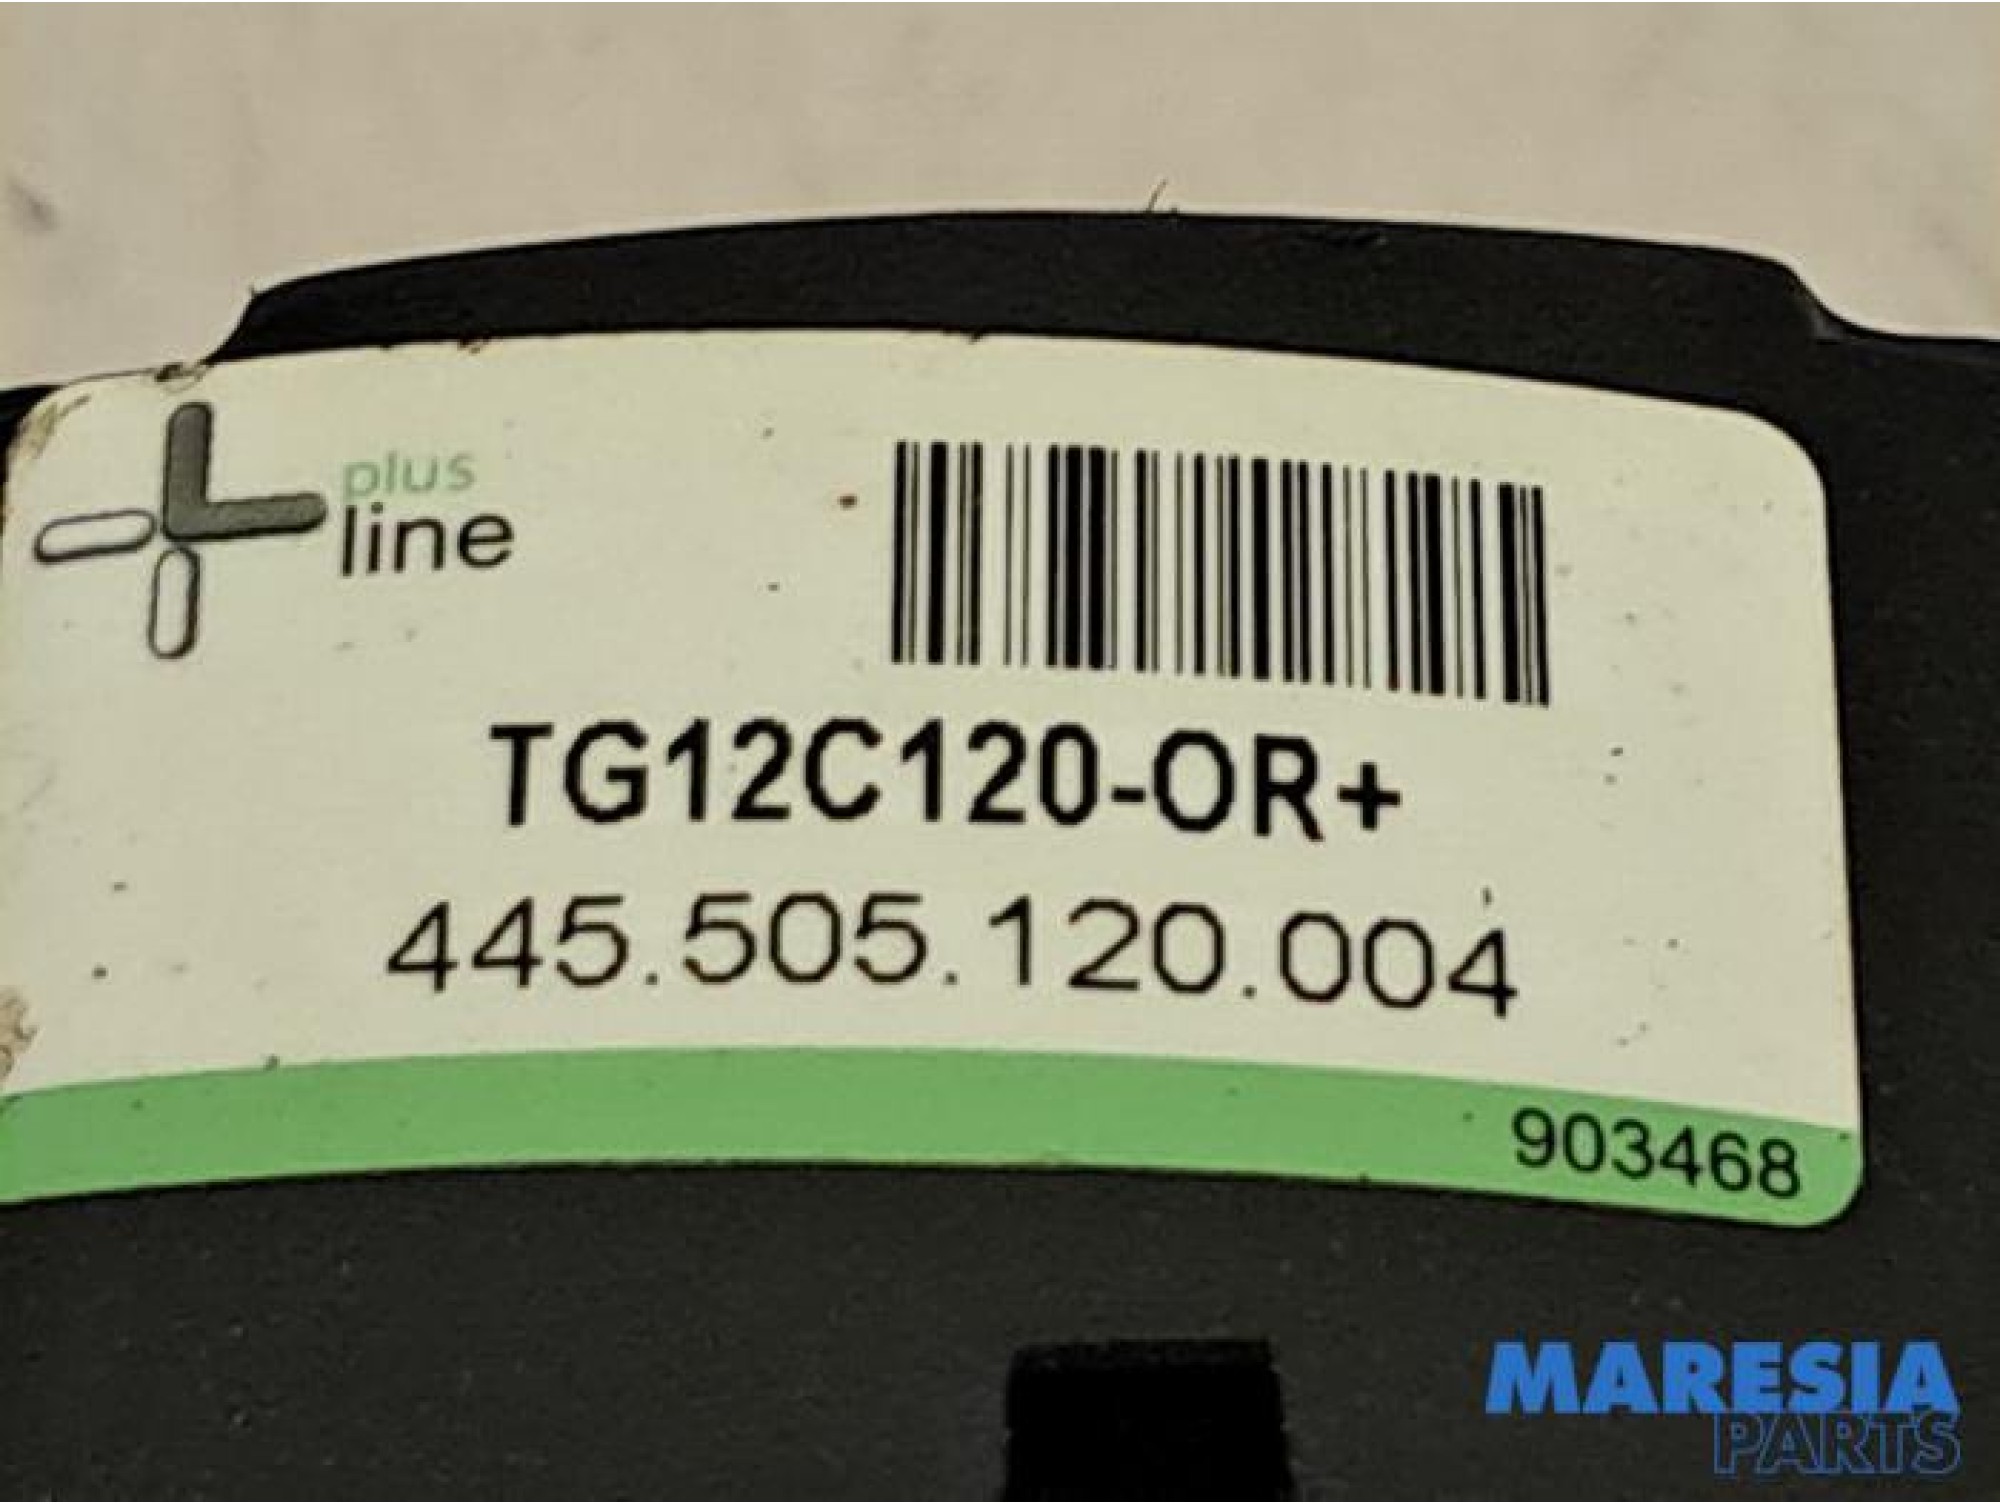 plus
line
TG12C120-OR+
445.505.120.004
903468
MARESIA
PARTS